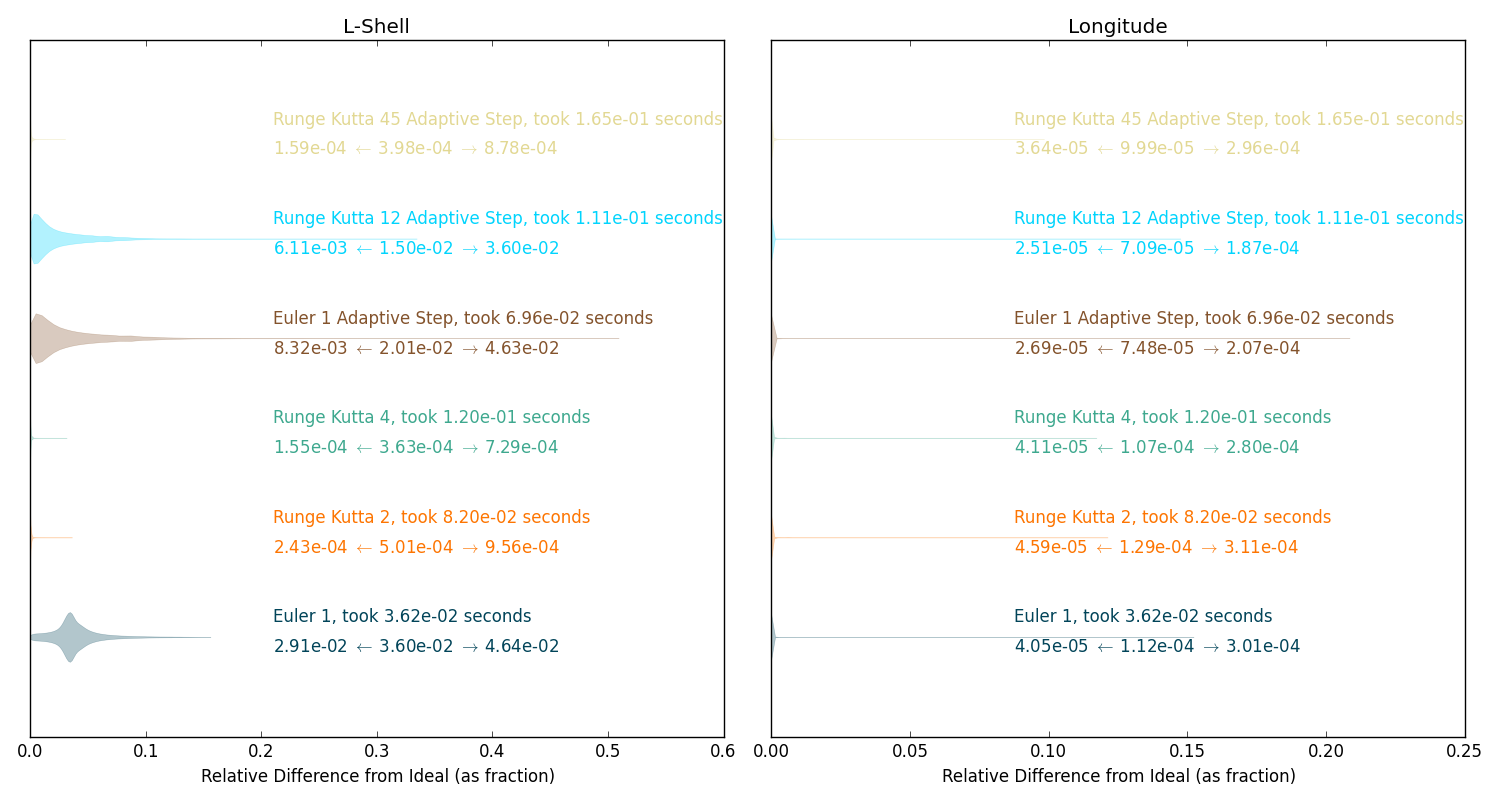 L-Shell
Runge Kutta 45 Adaptive Step, took 1.65e-01 seconds
1.59e-04 ← 3.98e-04 → 8.78e-04
Runge Kutta 12 Adaptive Step, took 1.11e-01 seconds
6.11e-03 ← 1.50e-02 → 3.60e-02
Euler 1 Adaptive Step, took 6.96e-02 seconds
8.32e-03 ← 2.01e-02 → 4.63e-02
Runge Kutta 4, took 1.20e-01 seconds
1.55e-04 ← 3.63e-04 → 7.29e-04
Runge Kutta 2, took 8.20e-02 seconds
2.43e-04 ← 5.01e-04 → 9.56e-04
Euler 1, took 3.62e-02 seconds
2.91e-02 ← 3.60e-02 → 4.64e-02
0.0 0.1 0.2 0.3 0.4 0.5 0.6
Relative Difference from Ideal (as fraction)
Longitude
Runge Kutta 45 Adaptive Step, took 1.65e-01 seconds
3.64e-05 ← 9.99e-05 → 2.96e-04
Runge Kutta 12 Adaptive Step, took 1.11e-01 seconds
2.51e-05 ← 7.09e-05 → 1.87e-04
Euler 1 Adaptive Step, took 6.96e-02 seconds
2.69e-05 ← 7.48e-05 → 2.07e-04
Runge Kutta 4, took 1.20e-01 seconds
4.11e-05 ← 1.07e-04 → 2.80e-04
Runge Kutta 2, took 8.20e-02 seconds
4.59e-05 ← 1.29e-04 → 3.11e-04
Euler 1, took 3.62e-02 seconds
4.05e-05 ← 1.12e-04 → 3.01e-04
0.00 0.05 0.10 0.15 0.20 0.25
Relative Difference from Ideal (as fraction)